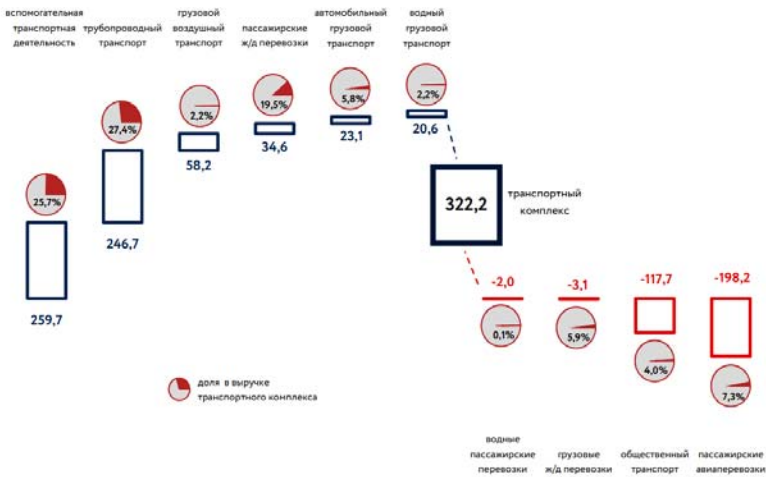 вспомогательная
транспортная
деятельность
трубопроводный
транспорт
грузовой
воздушный
транспорт
пассажирские
ж/д перевозки
автомобильный
грузовой
транспорт
водный
грузовой
транспорт
25,7%
259,7
27,4%
246,7
2,2%
58,2
19,5%
34,6
5,8%
23,1
2,2%
20,6
322,2
транспортный
комплекс
-2,0
0,1%
-3,1
5,9%
-117,7
4,0%
-198,2
7,3%
доля в выручке
транспортного комплекса
водные
пассажирские
перевозки
грузовые
ж/д перевозки
общественный
транспорт
пассажирские
авиаперевозки